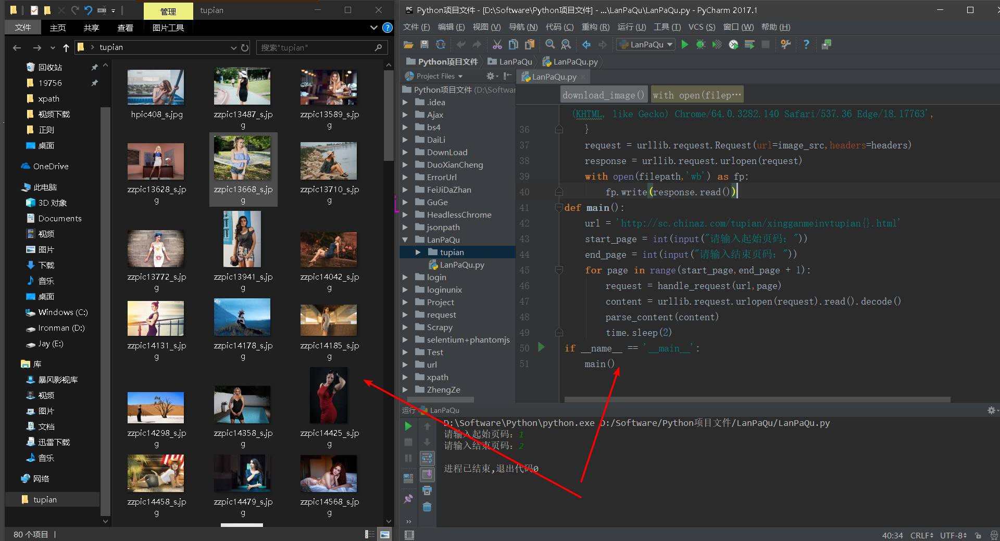 管理
tupian
文件
主页
共享
查看
图片工具
tupian
搜索"tupian"
回收站
19756
xpath
视频下载
正则
桌面
OneDrive
此电脑
3D 对象
Documents
视频
图片
下载
音乐
桌面
Windows (C:)
Ironman (D:)
Jay (E:)
库
暴风影视库
视频
图片
文档
迅雷下载
音乐
网络
tupian
hpic408_s.jpg
zzpic13487_s.jp
g
zzpic13589_s.jp
g
zzpic13628_s.jp
g
zzpic13668_s.jp
g
zzpic13710_s.jp
g
zzpic13772_s.jp
g
zzpic13941_s.jp
g
zzpic14042_s.jp
g
zzpic14131_s.jp
g
zzpic14178_s.jp
g
zzpic14185_s.jp
g
zzpic14298_s.jp
g
zzpic14358_s.jp
g
zzpic14425_s.jp
g
zzpic14458_s.jp
g
zzpic14479_s.jp
g
zzpic14568_s.jp
g
80 个项目
Python项目文件 - [D:\Software\Python项目文件] - ...\LanPaQu\LanPaQu.py - PyCharm 2017.1
文件 (F) 编辑 (E) 视图 (V) 导航 (N) 代码 (C) 重构 (R) 运行 (U) 工具 (T) VCS (S) 窗口 (W) 帮助 (H)
LanPaQu
Python项目文件 LanPaQu LanPaQu.py
Project Files
LanPaQu.py
Python项目文件 (D:\Softwar
.idea
Ajax
bs4
DaiLi
DownLoad
DuoXianCheng
ErrorUrl
FeiJiDaZhan
GuGe
HeadlessChrome
jsonpath
LanPaQu
tupian
LanPaQu.py
login
loginunix
Project
request
Scrapy
selentium+phantomjs
Test
url
xpath
ZhengZe
download_image() with open(filep…
(KHTML, like Gecko) Chrome/64.0.3282.140 Safari/537.36 Edge/18.17763',
36 }
37 request = urllib.request.Request(url=image_src,headers=headers)
38 response = urllib.request.urlopen(request)
39 with open(filepath,'wb') as fp:
40 fp.write(response.read())
41 def main():
42 url = 'http://sc.chinaz.com/tupian/xingganmeinvtupian{}.html'
43 start_page = int(input("请输入起始页码："))
44 end_page = int(input("请输入结束页码："))
45 for page in range(start_page,end_page + 1):
46 request = handle_request(url,page)
47 content = urllib.request.urlopen(request).read().decode()
48 parse_content(content)
49 time.sleep(2)
50 if __name__ == '__main__':
51 main()
运行 LanPaQu
D:\Software\Python\python.exe D:/Software/Python项目文件/LanPaQu/LanPaQu.py
请输入起始页码：1
请输入结束页码：2
进程已结束,退出代码0
40:34 CRLF UTF-8